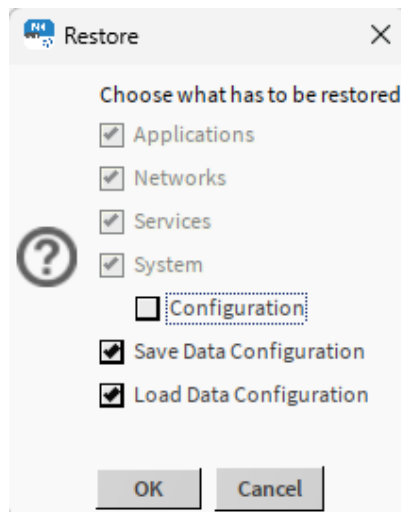 Restore
Choose what has to be restored
Applications
Networks
Services
System
Configuration
Save Data Configuration
Load Data Configuration
OK Cancel